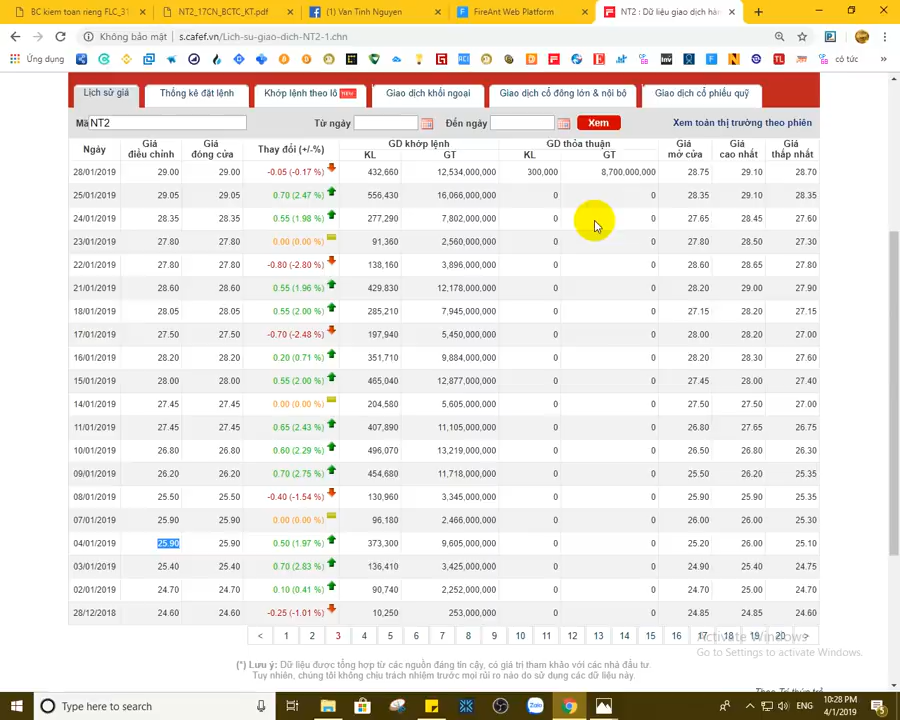 BC kiem toan rieng FLC_31
NT2_17CN_BCTC_KT.pdf
(1) Van Tinh Nguyen
FireAnt Web Platform
NT2 : Dữ liệu giao dịch hàn
Không bảo mật | s.cafef.vn/Lich-su-giao-dich-NT2-1.chn
Ứng dụng
có tức
Lịch sử giá
Thống kê đặt lệnh
Khớp lệnh theo lô NEW
Giao dịch khối ngoại
Giao dịch cổ đông lớn & nội bộ
Giao dịch cổ phiếu quỹ
Mã NT2 Từ ngày Đến ngày Xem Xem toàn thị trường theo phiên
Ngày Giá điều chỉnh Giá đóng cửa Thay đổi (+/-%) GD khớp lệnh KL GT GD thỏa thuận KL GT Giá mở cửa Giá cao nhất Giá thấp nhất
28/01/2019 29.00 29.00 -0.05 (-0.17 %) 432,660 12,534,000,000 300,000 8,700,000,000 28.75 29.10 28.70
25/01/2019 29.05 29.05 0.70 (2.47 %) 556,430 16,066,000,000 0 0 28.35 29.10 28.35
24/01/2019 28.35 28.35 0.55 (1.98 %) 277,290 7,802,000,000 0 0 27.65 28.45 27.60
23/01/2019 27.80 27.80 0.00 (0.00 %) 91,360 2,560,000,000 0 0 27.80 28.50 27.30
22/01/2019 27.80 27.80 -0.80 (-2.80 %) 138,160 3,896,000,000 0 0 28.60 28.65 27.80
21/01/2019 28.60 28.60 0.55 (1.96 %) 429,830 12,178,000,000 0 0 28.20 29.00 27.90
18/01/2019 28.05 28.05 0.55 (2.00 %) 285,210 7,945,000,000 0 0 27.15 28.20 27.15
17/01/2019 27.50 27.50 -0.70 (-2.48 %) 197,940 5,450,000,000 0 0 28.00 28.20 27.00
16/01/2019 28.20 28.20 0.20 (0.71 %) 351,710 9,884,000,000 0 0 28.20 28.30 27.60
15/01/2019 28.00 28.00 0.55 (2.00 %) 465,040 12,877,000,000 0 0 27.45 28.00 27.40
14/01/2019 27.45 27.45 0.00 (0.00 %) 204,580 5,605,000,000 0 0 27.50 27.50 27.00
11/01/2019 27.45 27.45 0.65 (2.43 %) 407,890 11,105,000,000 0 0 26.80 27.65 26.75
10/01/2019 26.80 26.80 0.60 (2.29 %) 496,070 13,219,000,000 0 0 26.50 26.80 26.30
09/01/2019 26.20 26.20 0.70 (2.75 %) 454,680 11,718,000,000 0 0 25.50 26.20 25.35
08/01/2019 25.50 25.50 -0.40 (-1.54 %) 130,960 3,345,000,000 0 0 25.90 25.90 25.35
07/01/2019 25.90 25.90 0.00 (0.00 %) 96,180 2,466,000,000 0 0 26.00 26.00 25.30
04/01/2019 25.90 25.90 0.50 (1.97 %) 373,300 9,605,000,000 0 0 25.20 26.00 25.10
03/01/2019 25.40 25.40 0.70 (2.83 %) 136,410 3,425,000,000 0 0 24.90 25.40 24.75
02/01/2019 24.70 24.70 0.10 (0.41 %) 90,740 2,252,000,000 0 0 24.70 25.00 24.00
28/12/2018 24.60 24.60 -0.25 (-1.01 %) 10,250 253,000,000 0 0 24.85 24.85 24.60
< 1 2 3 4 5 6 7 8 9 10 11 12 13 14 15 16 17 18 19 20 >
Activate Windows
Go to Settings to activate Windows.
(*) Lưu ý: Dữ liệu được tổng hợp từ các nguồn đáng tin cậy, có giá trị tham khảo với các nhà đầu tư.
Tuy nhiên, chúng tôi không chịu trách nhiệm trước mọi rủi ro nào do sử dụng các dữ liệu này.
Theo Trí thức trẻ
Type here to search
Zalo
ENG
10:28 PM
4/1/2019
5